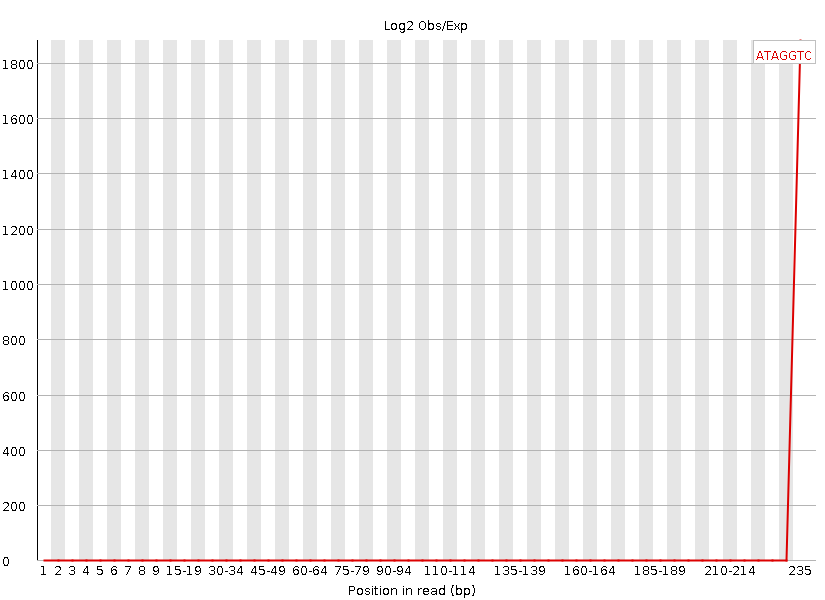 Log2 Obs/Exp
ATAGGTC
1800
1600
1400
1200
1000
800
600
400
200
0
1 2 3 4 5 6 7 8 9 15-19 30-34 45-49 60-64 75-79 90-94 110-114 135-139 160-164 185-189 210-214 235
Position in read (bp)